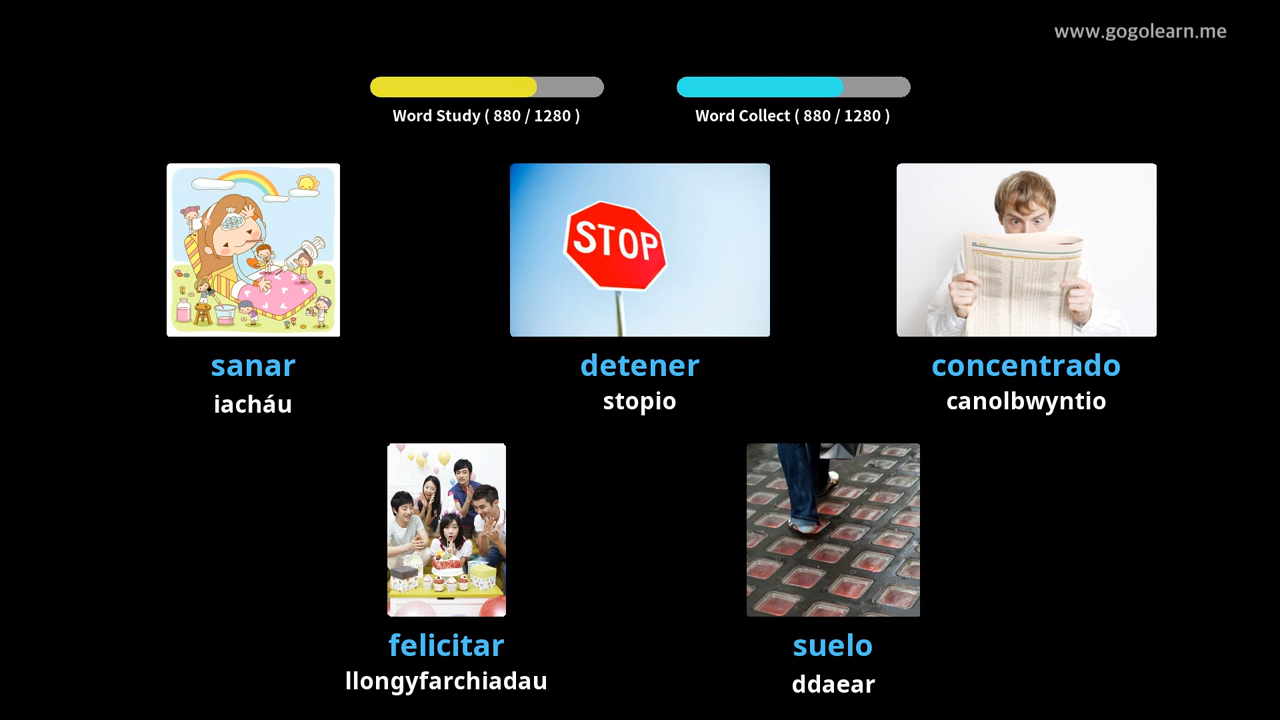 www.gogolearn.me
Word Study ( 880 / 1280 )
Word Collect ( 880 / 1280 )
STOP
sanar
iacháu
detener
stopio
concentrado
canolbwyntio
felicitar
llongyfarchiadau
suelo
ddaear